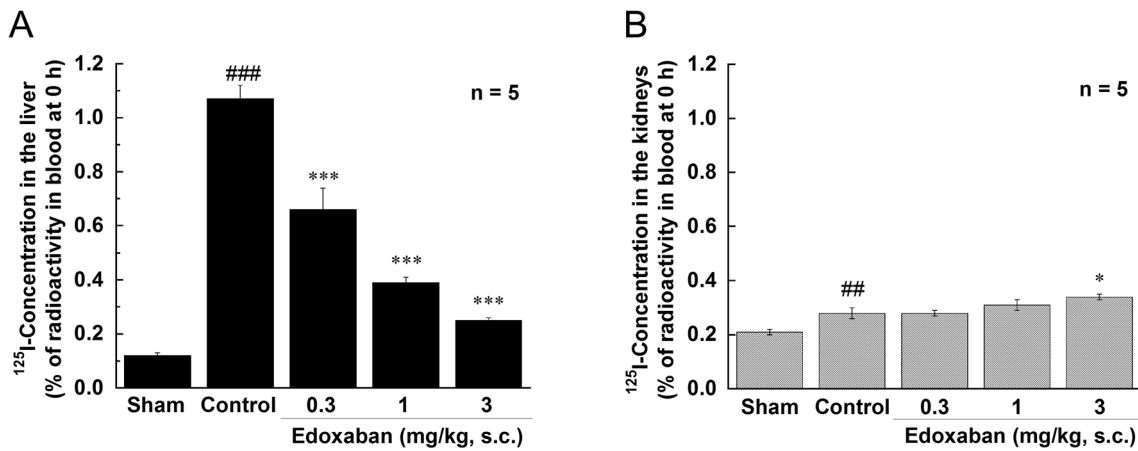 A
¹²⁵I-Concentration in the liver
(% of radioactivity in blood at 0 h)
1.2
1.0
0.8
0.6
0.4
0.2
0.0
###
***
***
***
n = 5
Sham Control 0.3 1 3
Edoxaban (mg/kg, s.c.)
B
¹²⁵I-Concentration in the kidneys
(% of radioactivity in blood at 0 h)
1.2
1.0
0.8
0.6
0.4
0.2
0.0
##
*
n = 5
Sham Control 0.3 1 3
Edoxaban (mg/kg, s.c.)